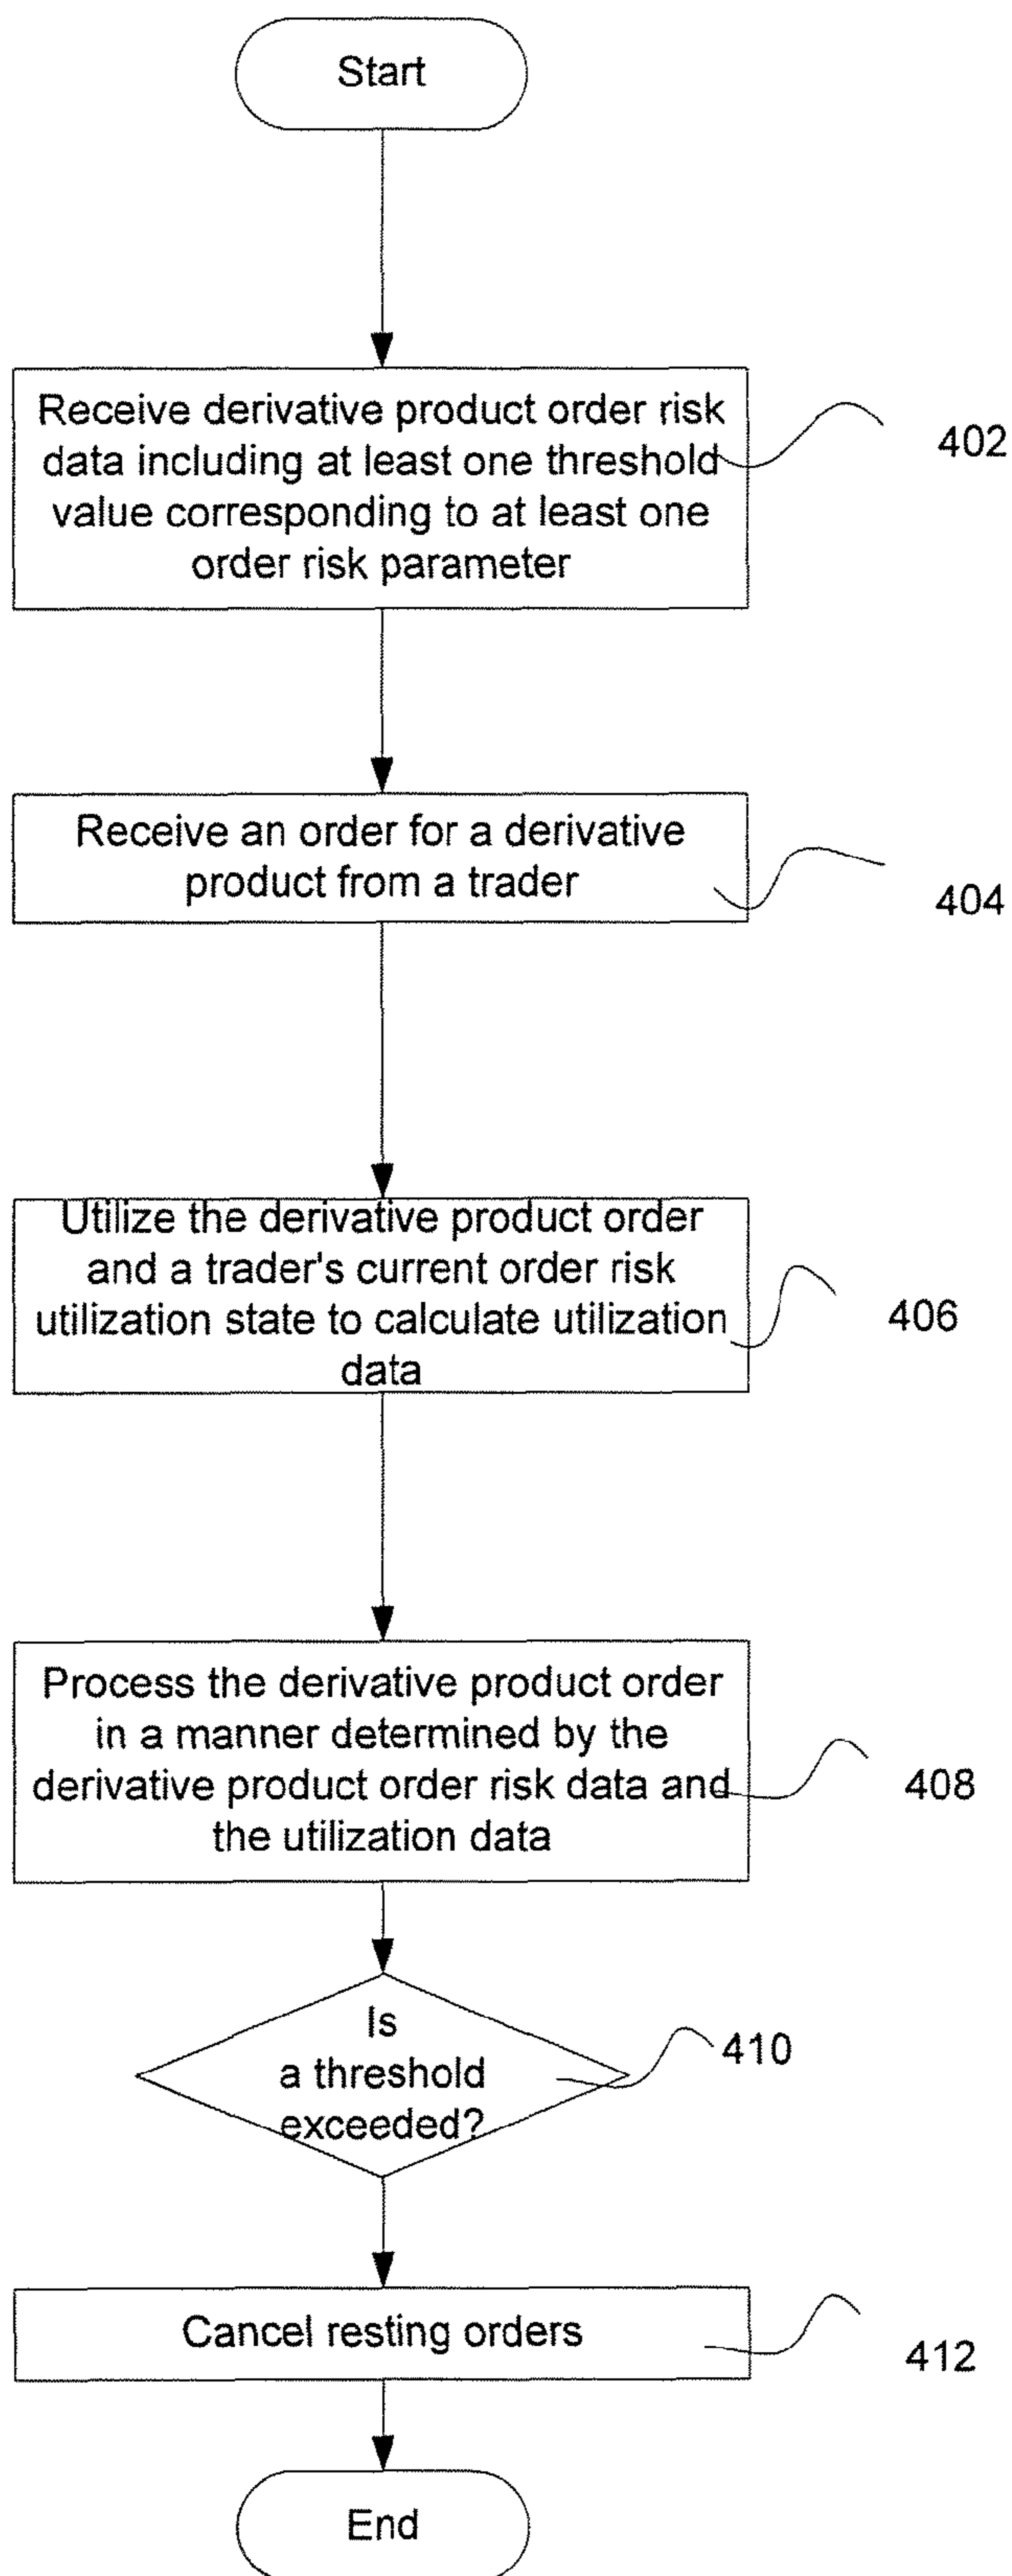 Start
Receive derivative product order risk
data including at least one threshold
value corresponding to at least one
order risk parameter
402
Receive an order for a derivative
product from a trader
404
Utilize the derivative product order
and a trader's current order risk
utilization state to calculate utilization
data
406
Process the derivative product order
in a manner determined by the
derivative product order risk data and
the utilization data
408
Is
a threshold
exceeded?
410
Cancel resting orders
412
End